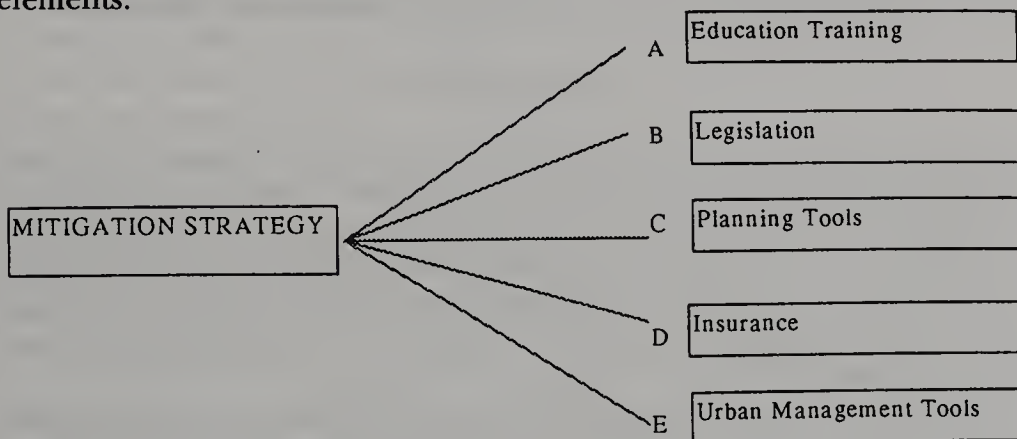 elements:
A Education Training
B Legislation
MITIGATION STRATEGY
C Planning Tools
D Insurance
E Urban Management Tools